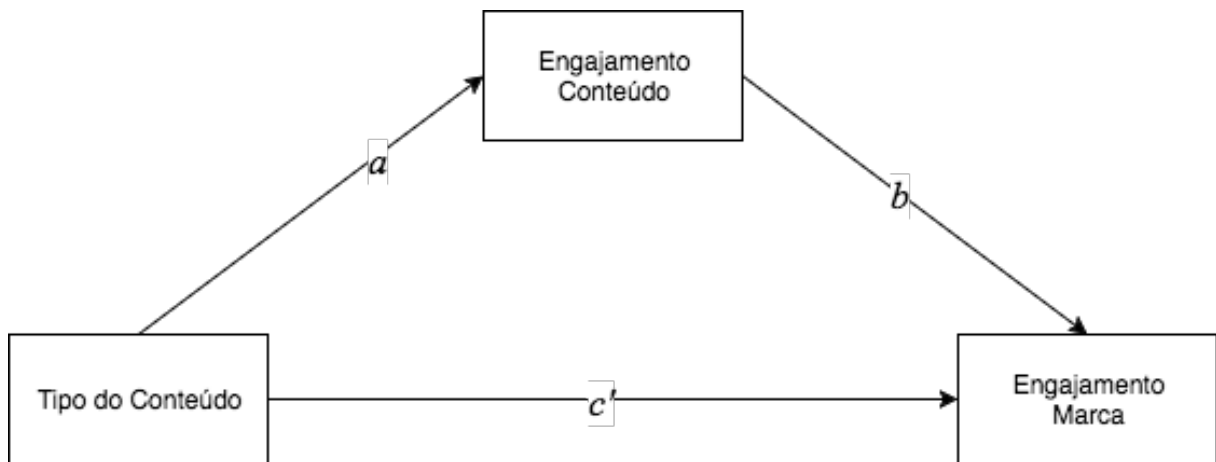 Engajamento
Conteúdo
a
b
Tipo do Conteúdo
c'
Engajamento
Marca